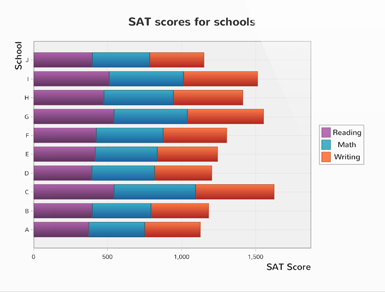 SAT scores for schools
School
J
I
H
G
F
E
D
C
B
A
Reading
Math
Writing
0 500 1,000 1,500
SAT Score